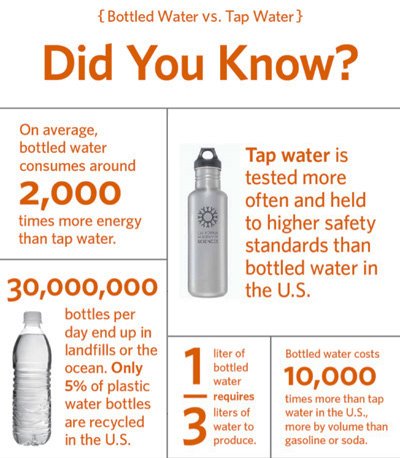 {Bottled Water vs. Tap Water}
Did You Know?
On average,
bottled water
consumes around
2,000
times more energy
than tap water.
Tap water is
tested more
often and held
to higher safety
standards than
bottled water in
the U.S.
30,000,000
bottles per
day end up in
landfills or the
ocean. Only
5% of plastic
water bottles
are recycled
in the U.S.
1
liter of
bottled
water
requires
3
liters of
water to
produce.
Bottled water costs
10,000
times more than tap
water in the U.S.,
more by volume than
gasoline or soda.